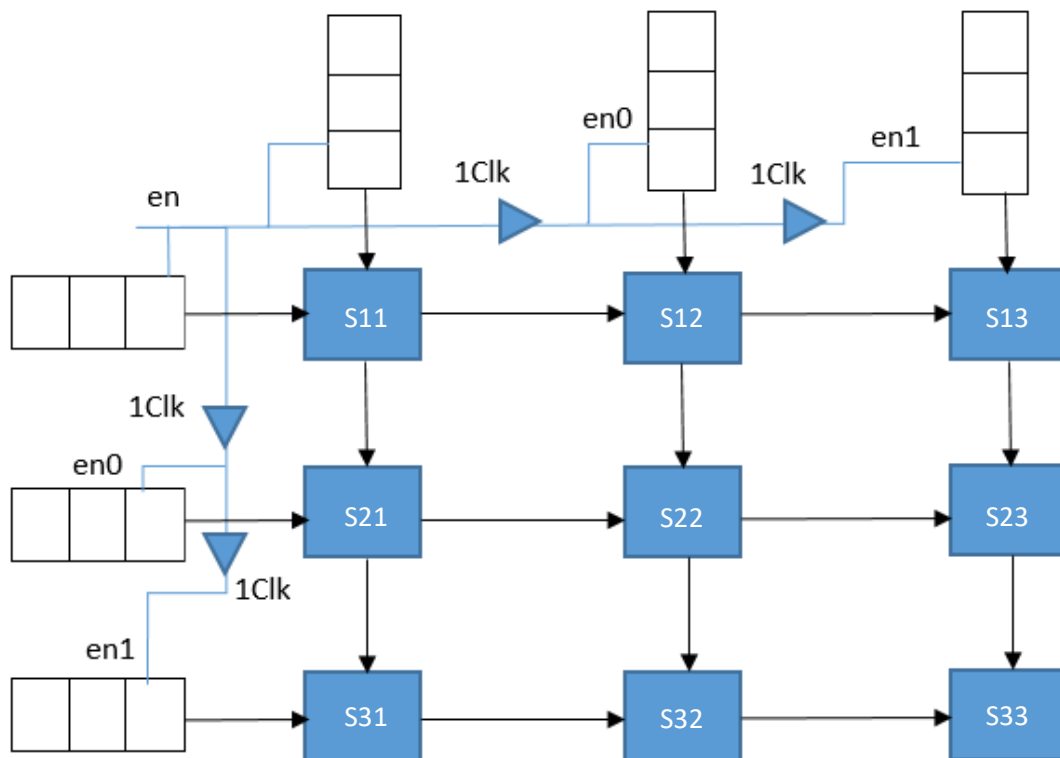 en0
en1
1Clk
1Clk
en
S11
S12
S13
1Clk
en0
S21
S22
S23
1Clk
en1
S31
S32
S33